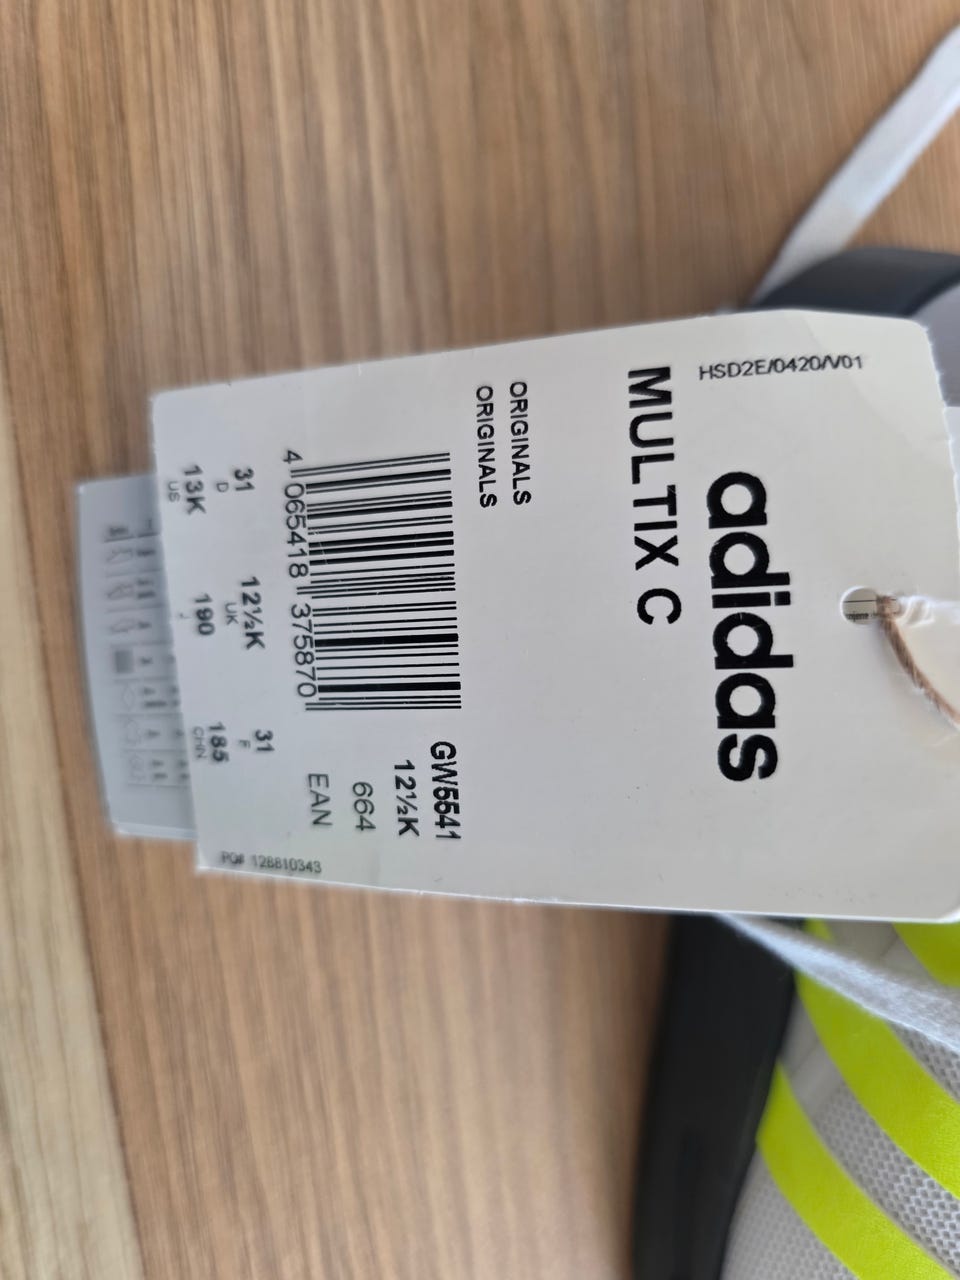 HSD2E/0420/V01
adidas
MULTIX C
ORIGINALS
ORIGINALS
GW5541
12½K
664
EAN
4 065418 375870
31 12½K 31
D UK F
13K 190 185
US J CHN
PO# 128810343